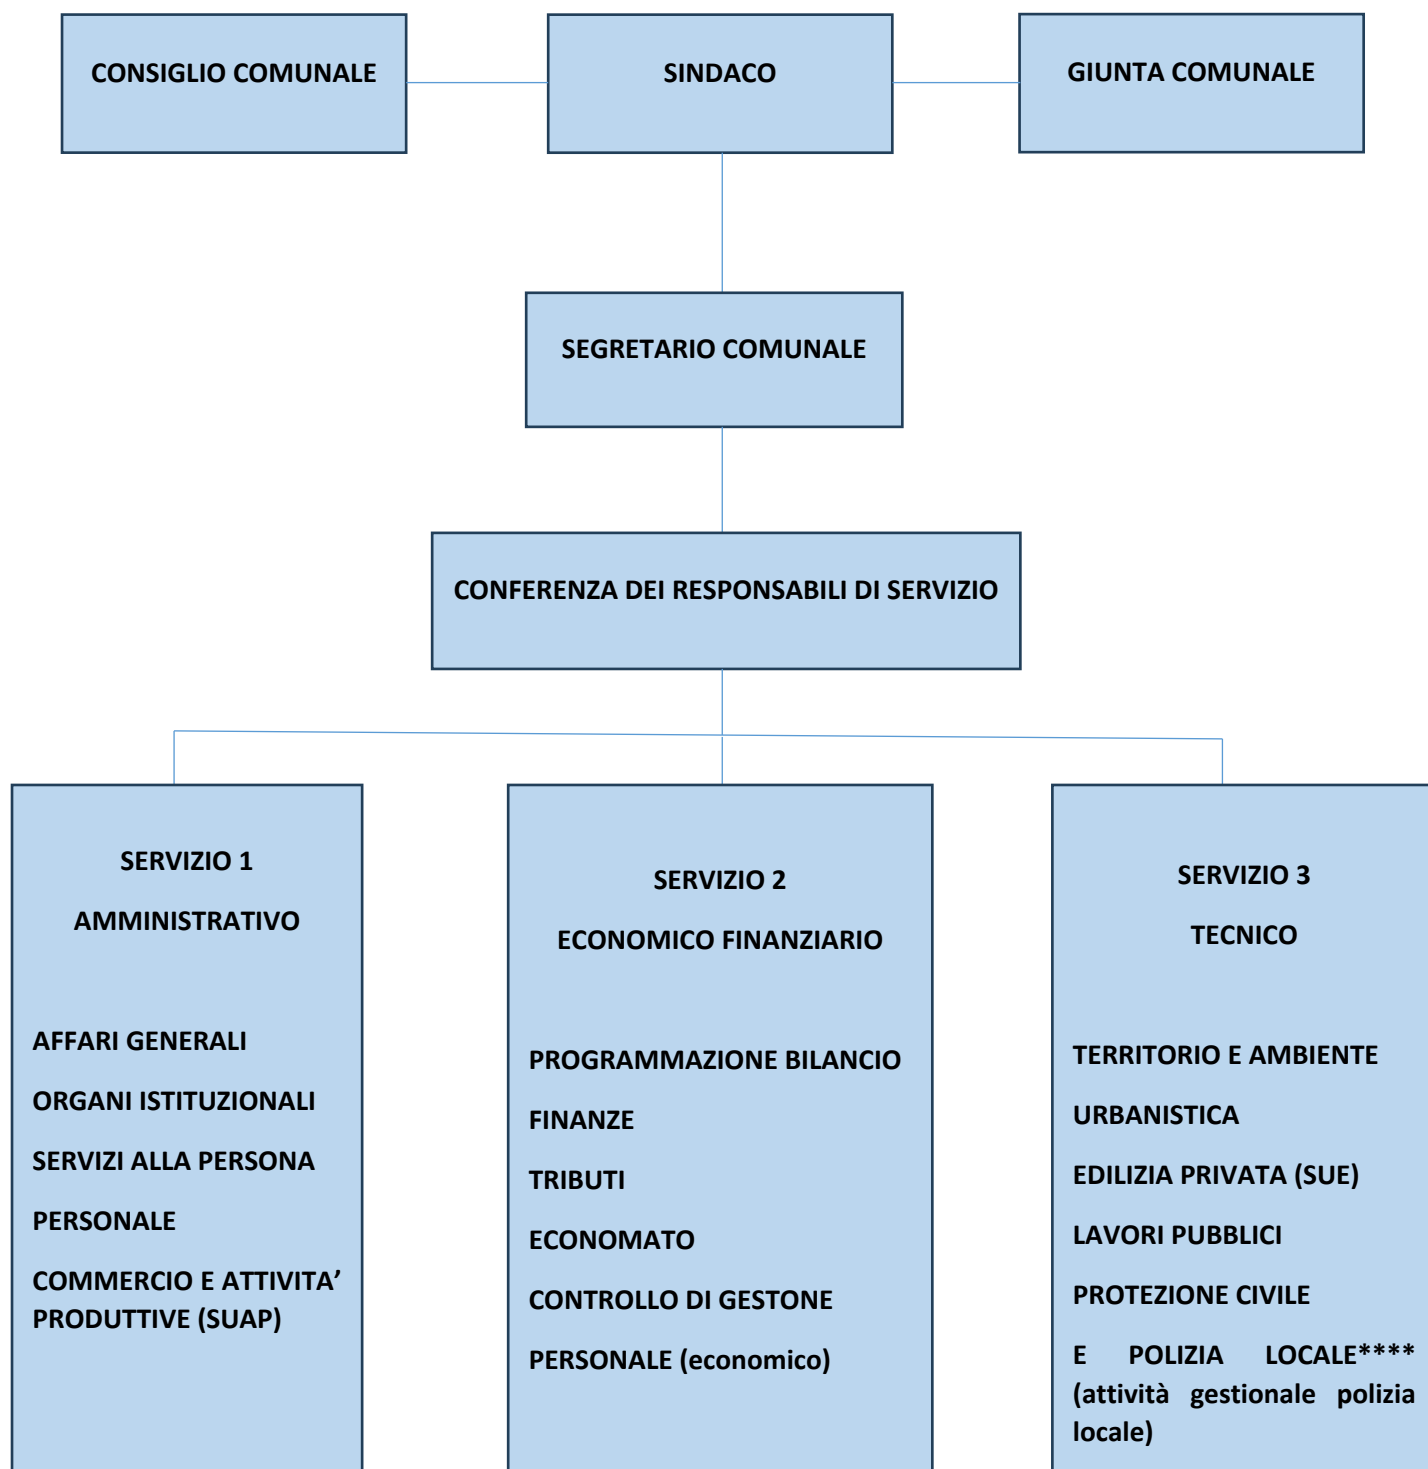 CONSIGLIO COMUNALE
SINDACO
GIUNTA COMUNALE
SEGRETARIO COMUNALE
CONFERENZA DEI RESPONSABILI DI SERVIZIO
SERVIZIO 1
AMMINISTRATIVO
AFFARI GENERALI
ORGANI ISTITUZIONALI
SERVIZI ALLA PERSONA
PERSONALE
COMMERCIO E ATTIVITA’
PRODUTTIVE (SUAP)
SERVIZIO 2
ECONOMICO FINANZIARIO
PROGRAMMAZIONE BILANCIO
FINANZE
TRIBUTI
ECONOMATO
CONTROLLO DI GESTONE
PERSONALE (economico)
SERVIZIO 3
TECNICO
TERRITORIO E AMBIENTE
URBANISTICA
EDILIZIA PRIVATA (SUE)
LAVORI PUBBLICI
PROTEZIONE CIVILE
E POLIZIA LOCALE****
(attività gestionale polizia
locale)